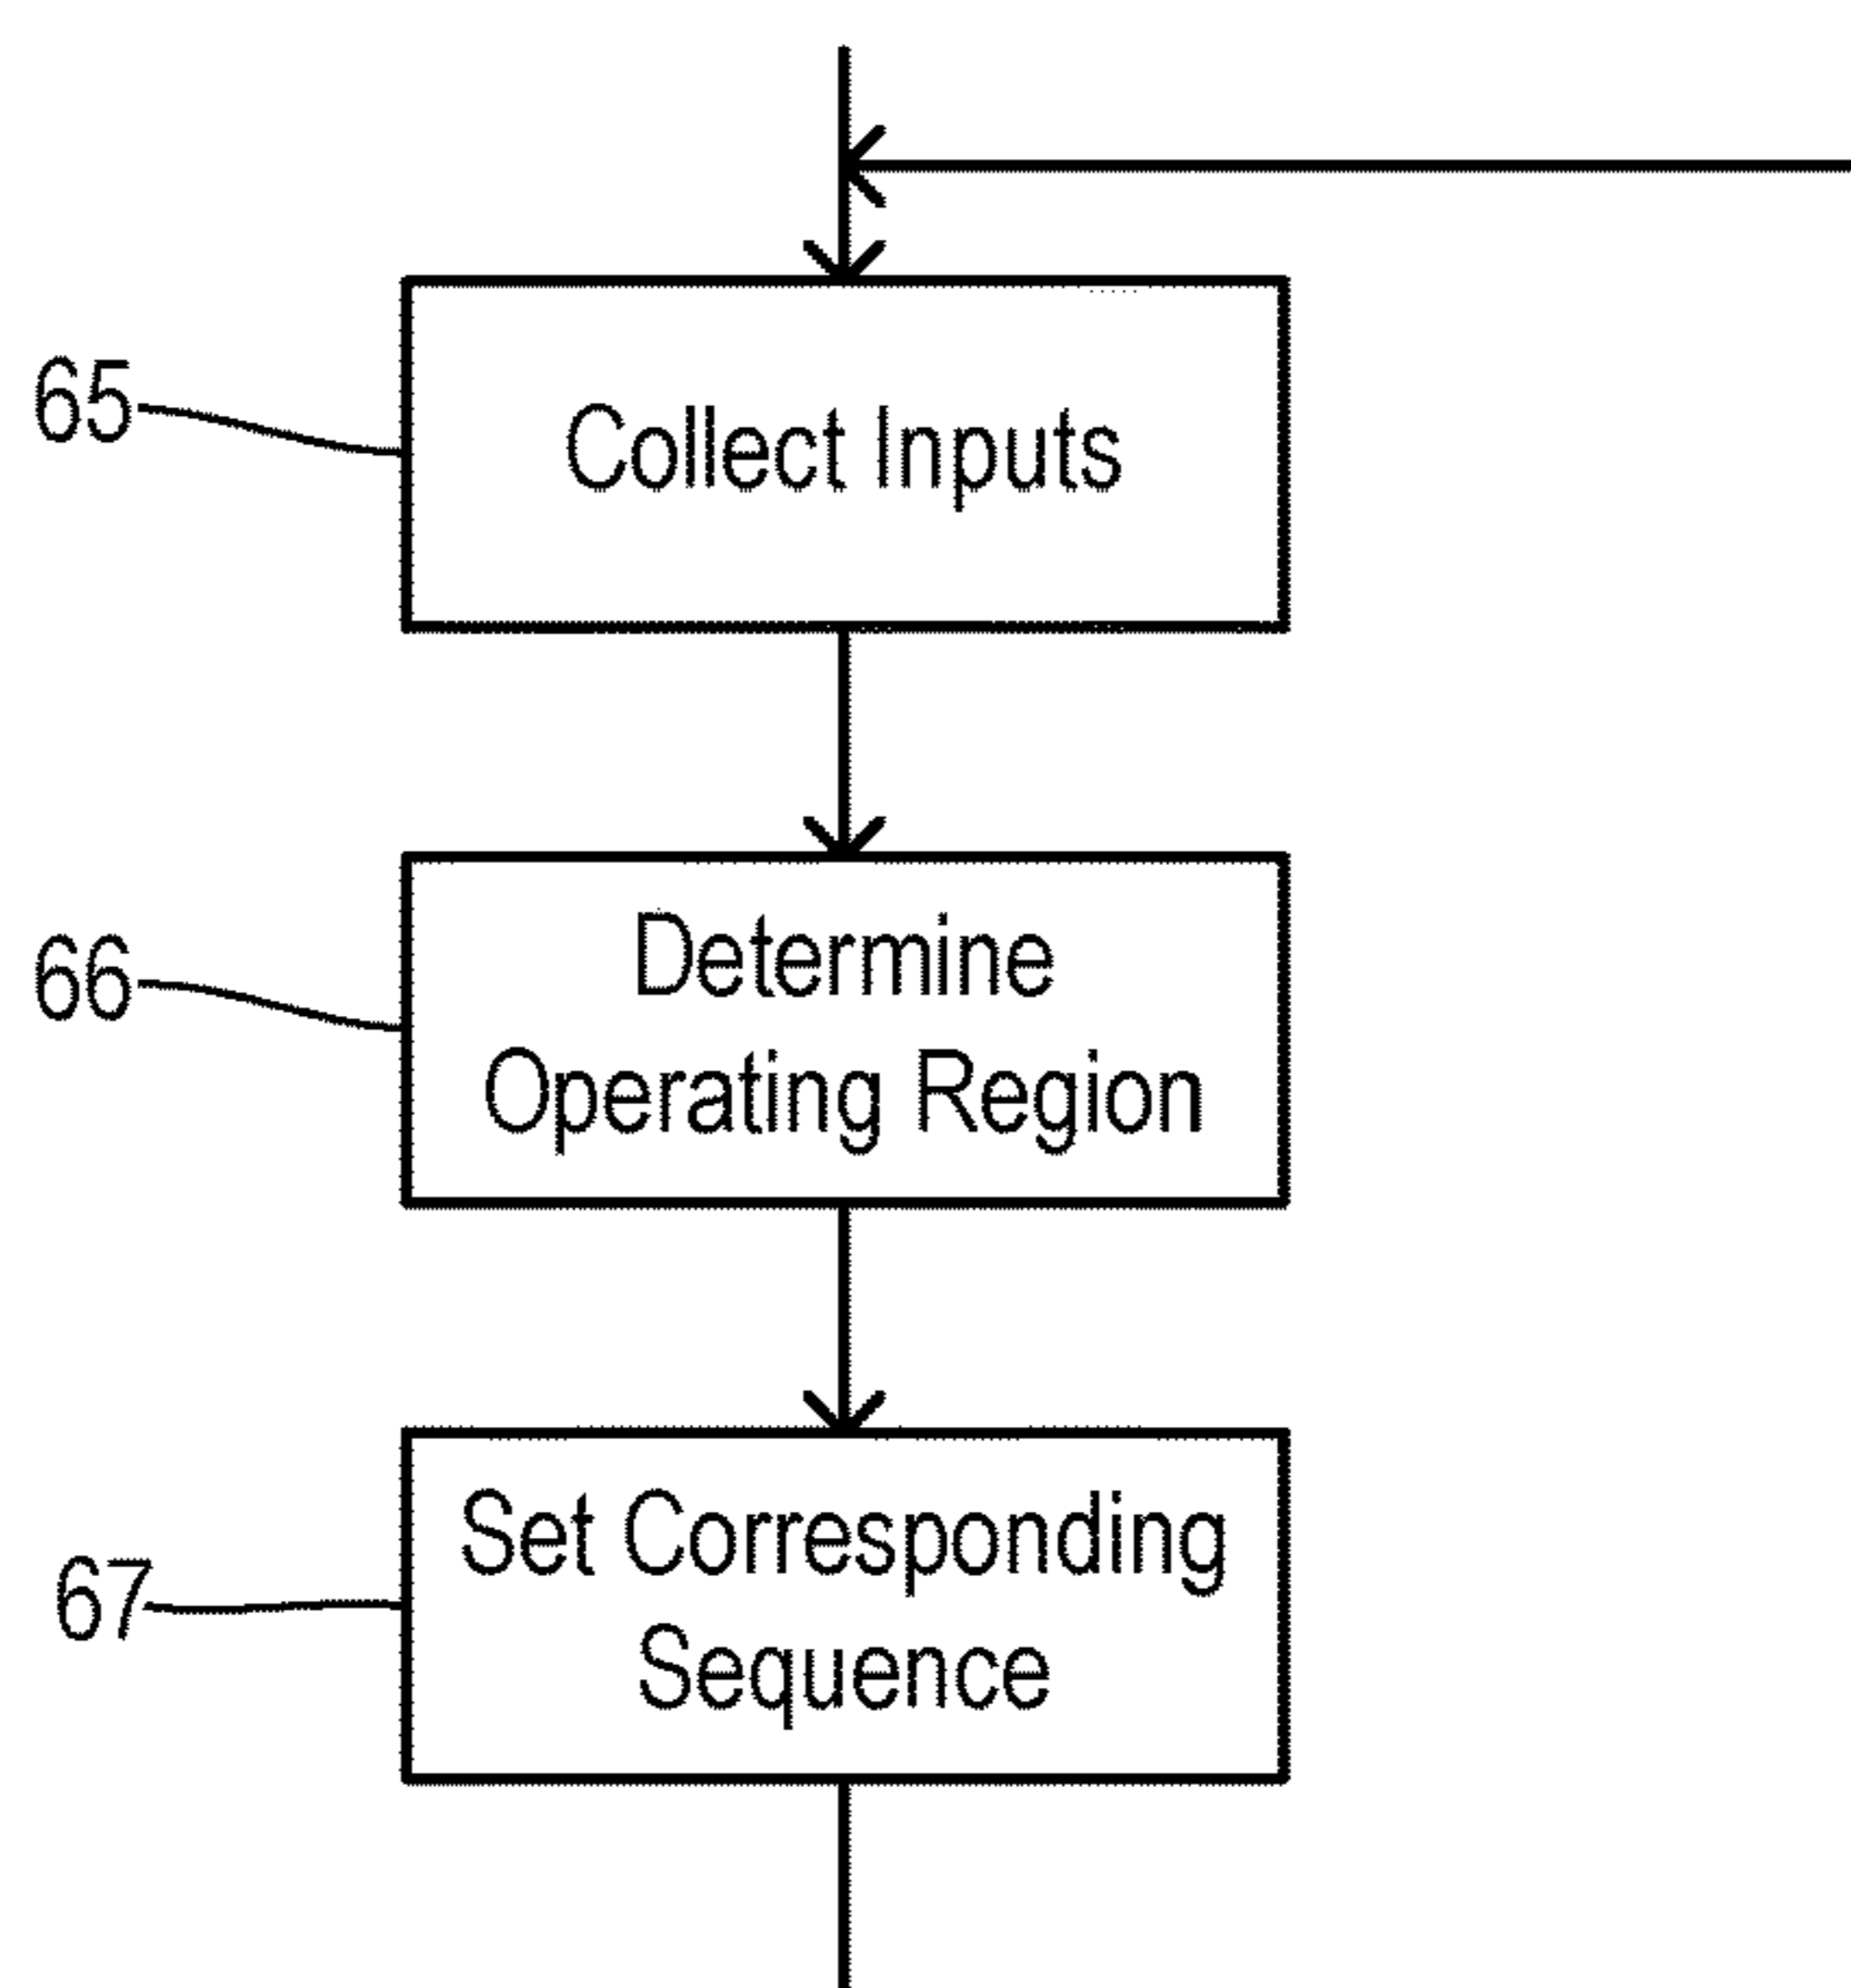 65
Collect Inputs
66
Determine
Operating Region
67
Set Corresponding
Sequence